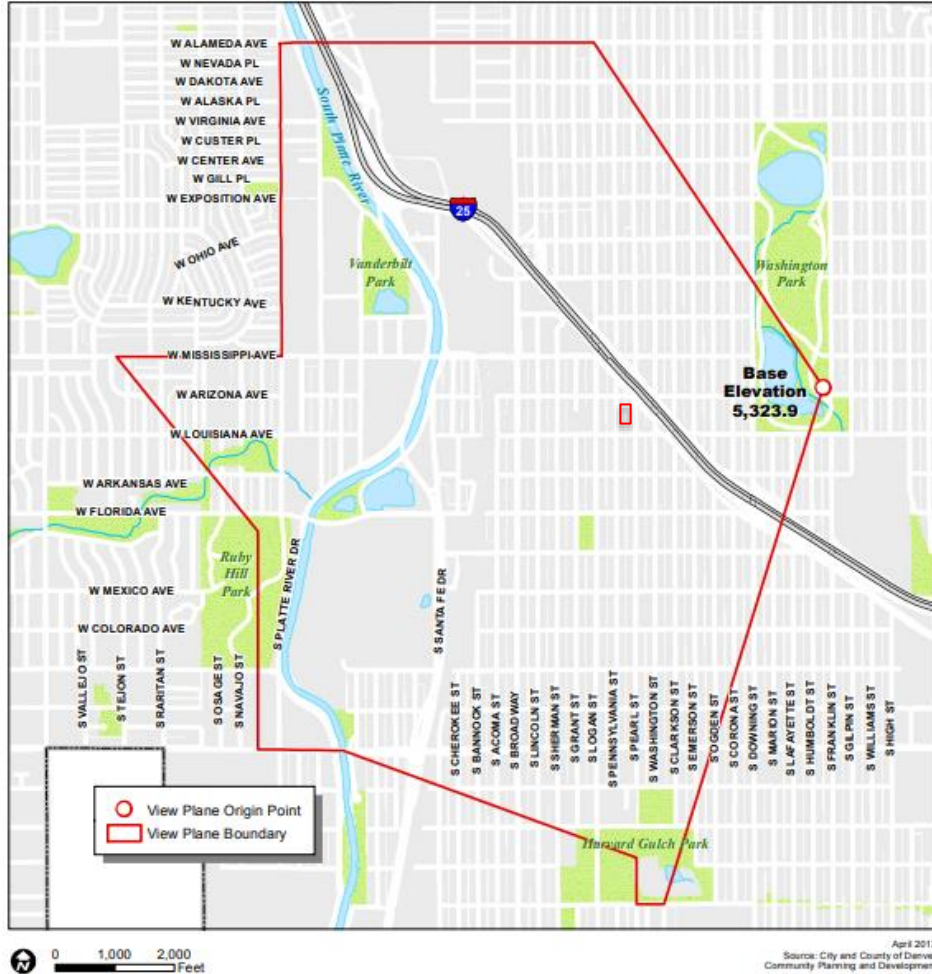 W ALAMEDA AVE
W NEVADA PL
W DAKOTA AVE
W ALASKA PL
W VIRGINIA AVE
W CUSTER PL
W CENTER AVE
W GILL PL
W EXPOSITION AVE
South Platte River
25
W OHIO AVE
Vanderbilt
Park
Washington
Park
W KENTUCKY AVE
W MISSISSIPPI AVE
Base
Elevation
5,323.9
W ARIZONA AVE
W LOUISIANA AVE
W ARKANSAS AVE
W FLORIDA AVE
Ruby
Hill
Park
S PLATTE RIVER DR
S SANTA FE DR
W MEXICO AVE
W COLORADO AVE
S VALLEJO ST
S TEJON ST
S RARITAN ST
S OSAGE ST
S NAVAJO ST
S CHEROKEE ST
S BANNOCK ST
S ACOMA ST
S BROADWAY
S LINCOLN ST
S SHERMAN ST
S GRANT ST
S LOGAN ST
S PENNSYLVANIA ST
S PEARL ST
S WASHINGTON ST
S CLARKSON ST
S EMERSON ST
S OGDEN ST
S CORONA ST
S DOWNING ST
S MARION ST
S LAFAYETTE ST
S HUMBOLDT ST
S FRANKLIN ST
S GILPIN ST
S WILLIAMS ST
S HIGH ST
View Plane Origin Point
View Plane Boundary
Harvard Gulch Park
0 1,000 2,000
Feet
Source: City and County of Denve
Community Planning and Developmen